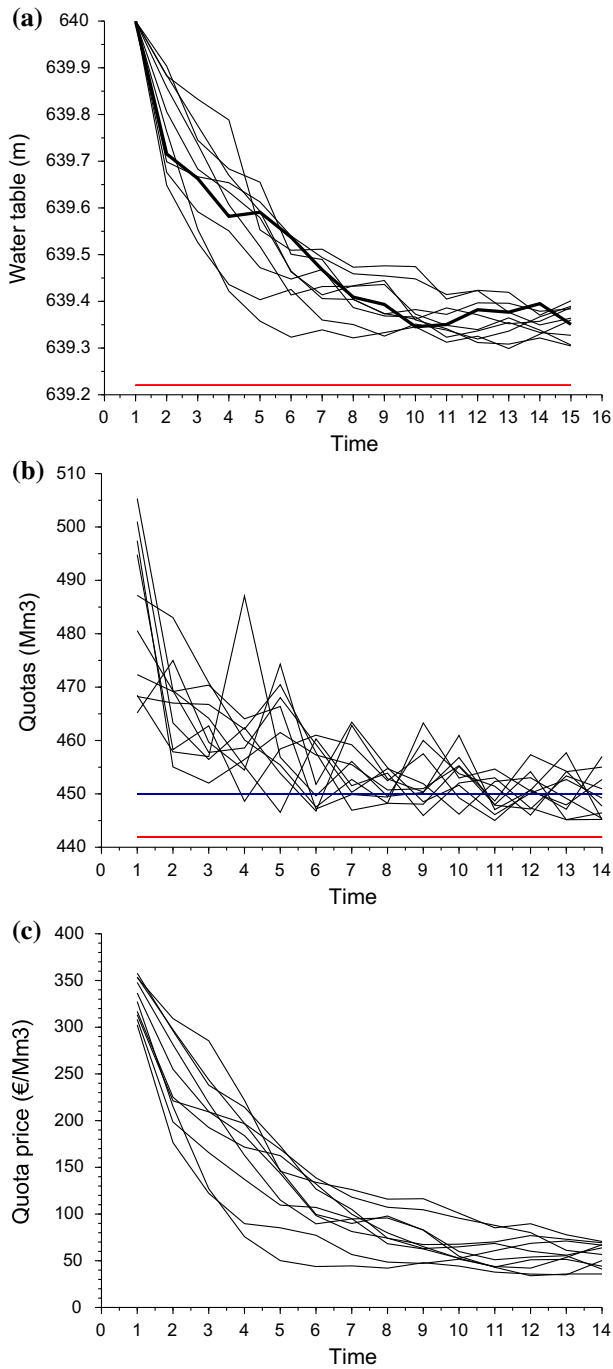 (a)
640
639.9
639.8
639.7
639.6
639.5
639.4
639.3
639.2
Water table (m)
0 1 2 3 4 5 6 7 8 9 10 11 12 13 14 15 16
Time
(b)
510
500
490
480
470
460
450
440
Quotas (Mm3)
0 1 2 3 4 5 6 7 8 9 10 11 12 13 14
Time
(c)
400
350
300
250
200
150
100
50
0
Quota price (€/Mm3)
0 1 2 3 4 5 6 7 8 9 10 11 12 13 14
Time